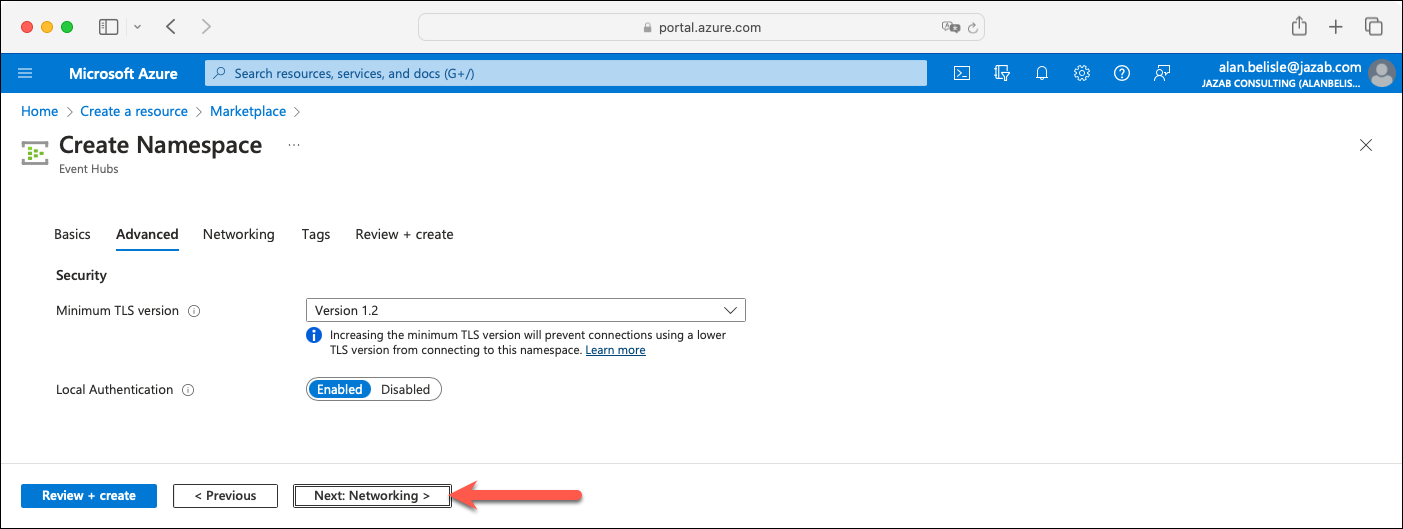 portal.azure.com
Microsoft Azure
Search resources, services, and docs (G+/)
alan.belisle@jazab.com
JAZAB CONSULTING (ALANBELIS...
Home > Create a resource > Marketplace >
Create Namespace ...
Event Hubs
Basics Advanced Networking Tags Review + create
Security
Minimum TLS version
Version 1.2
Increasing the minimum TLS version will prevent connections using a lower
TLS version from connecting to this namespace. Learn more
Local Authentication
Enabled Disabled
Review + create
< Previous
Next: Networking >